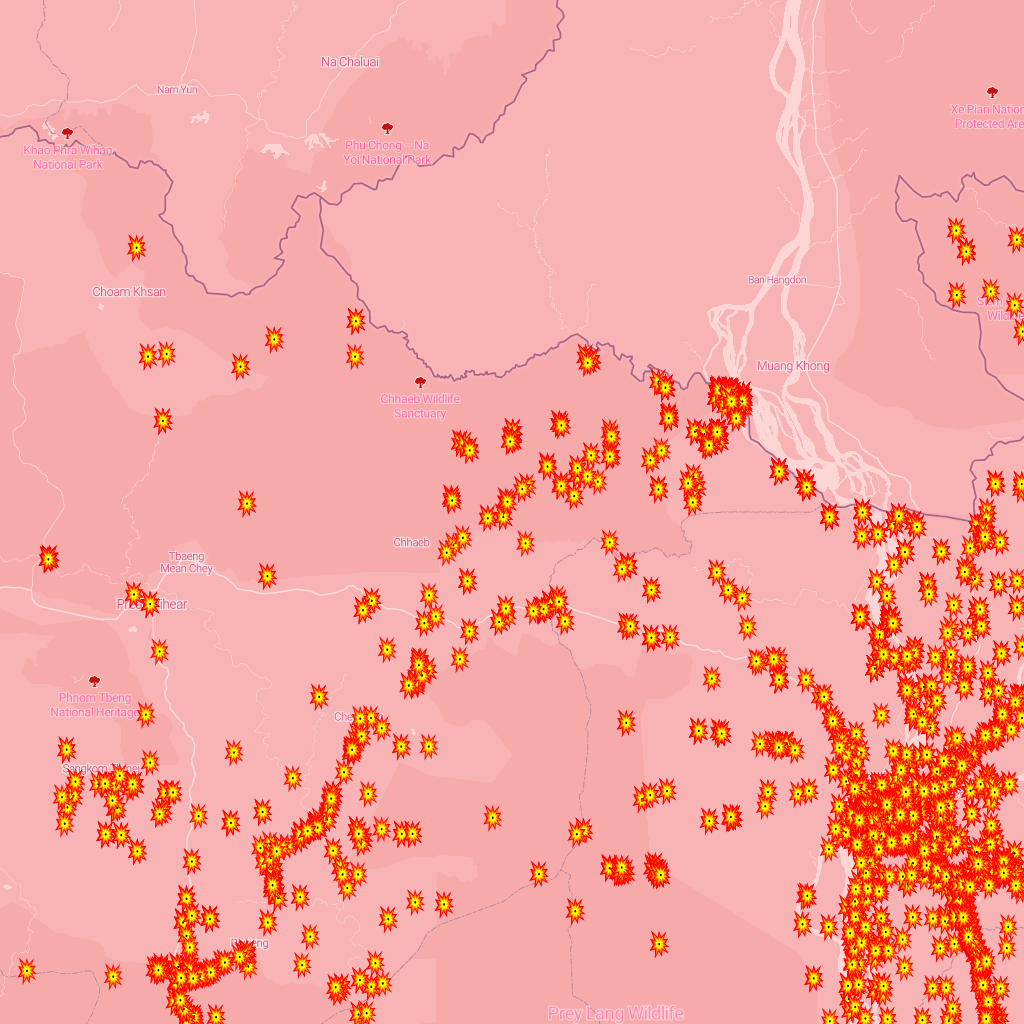 Na Chaluai
Nam Yun
Xe Pian Nation
Protected Are
Khao Phra Wihan
National Park
Phu Chong – Na
Yoi National Park
Ban Hangdon
Choam Khsan
Muang Khong
Chhaeb Wildlife
Sanctuary
Chhaeb
Tbaeng
Mean Chey
Phnom Tbeng
National Heritage
Prey Lang Wildlife